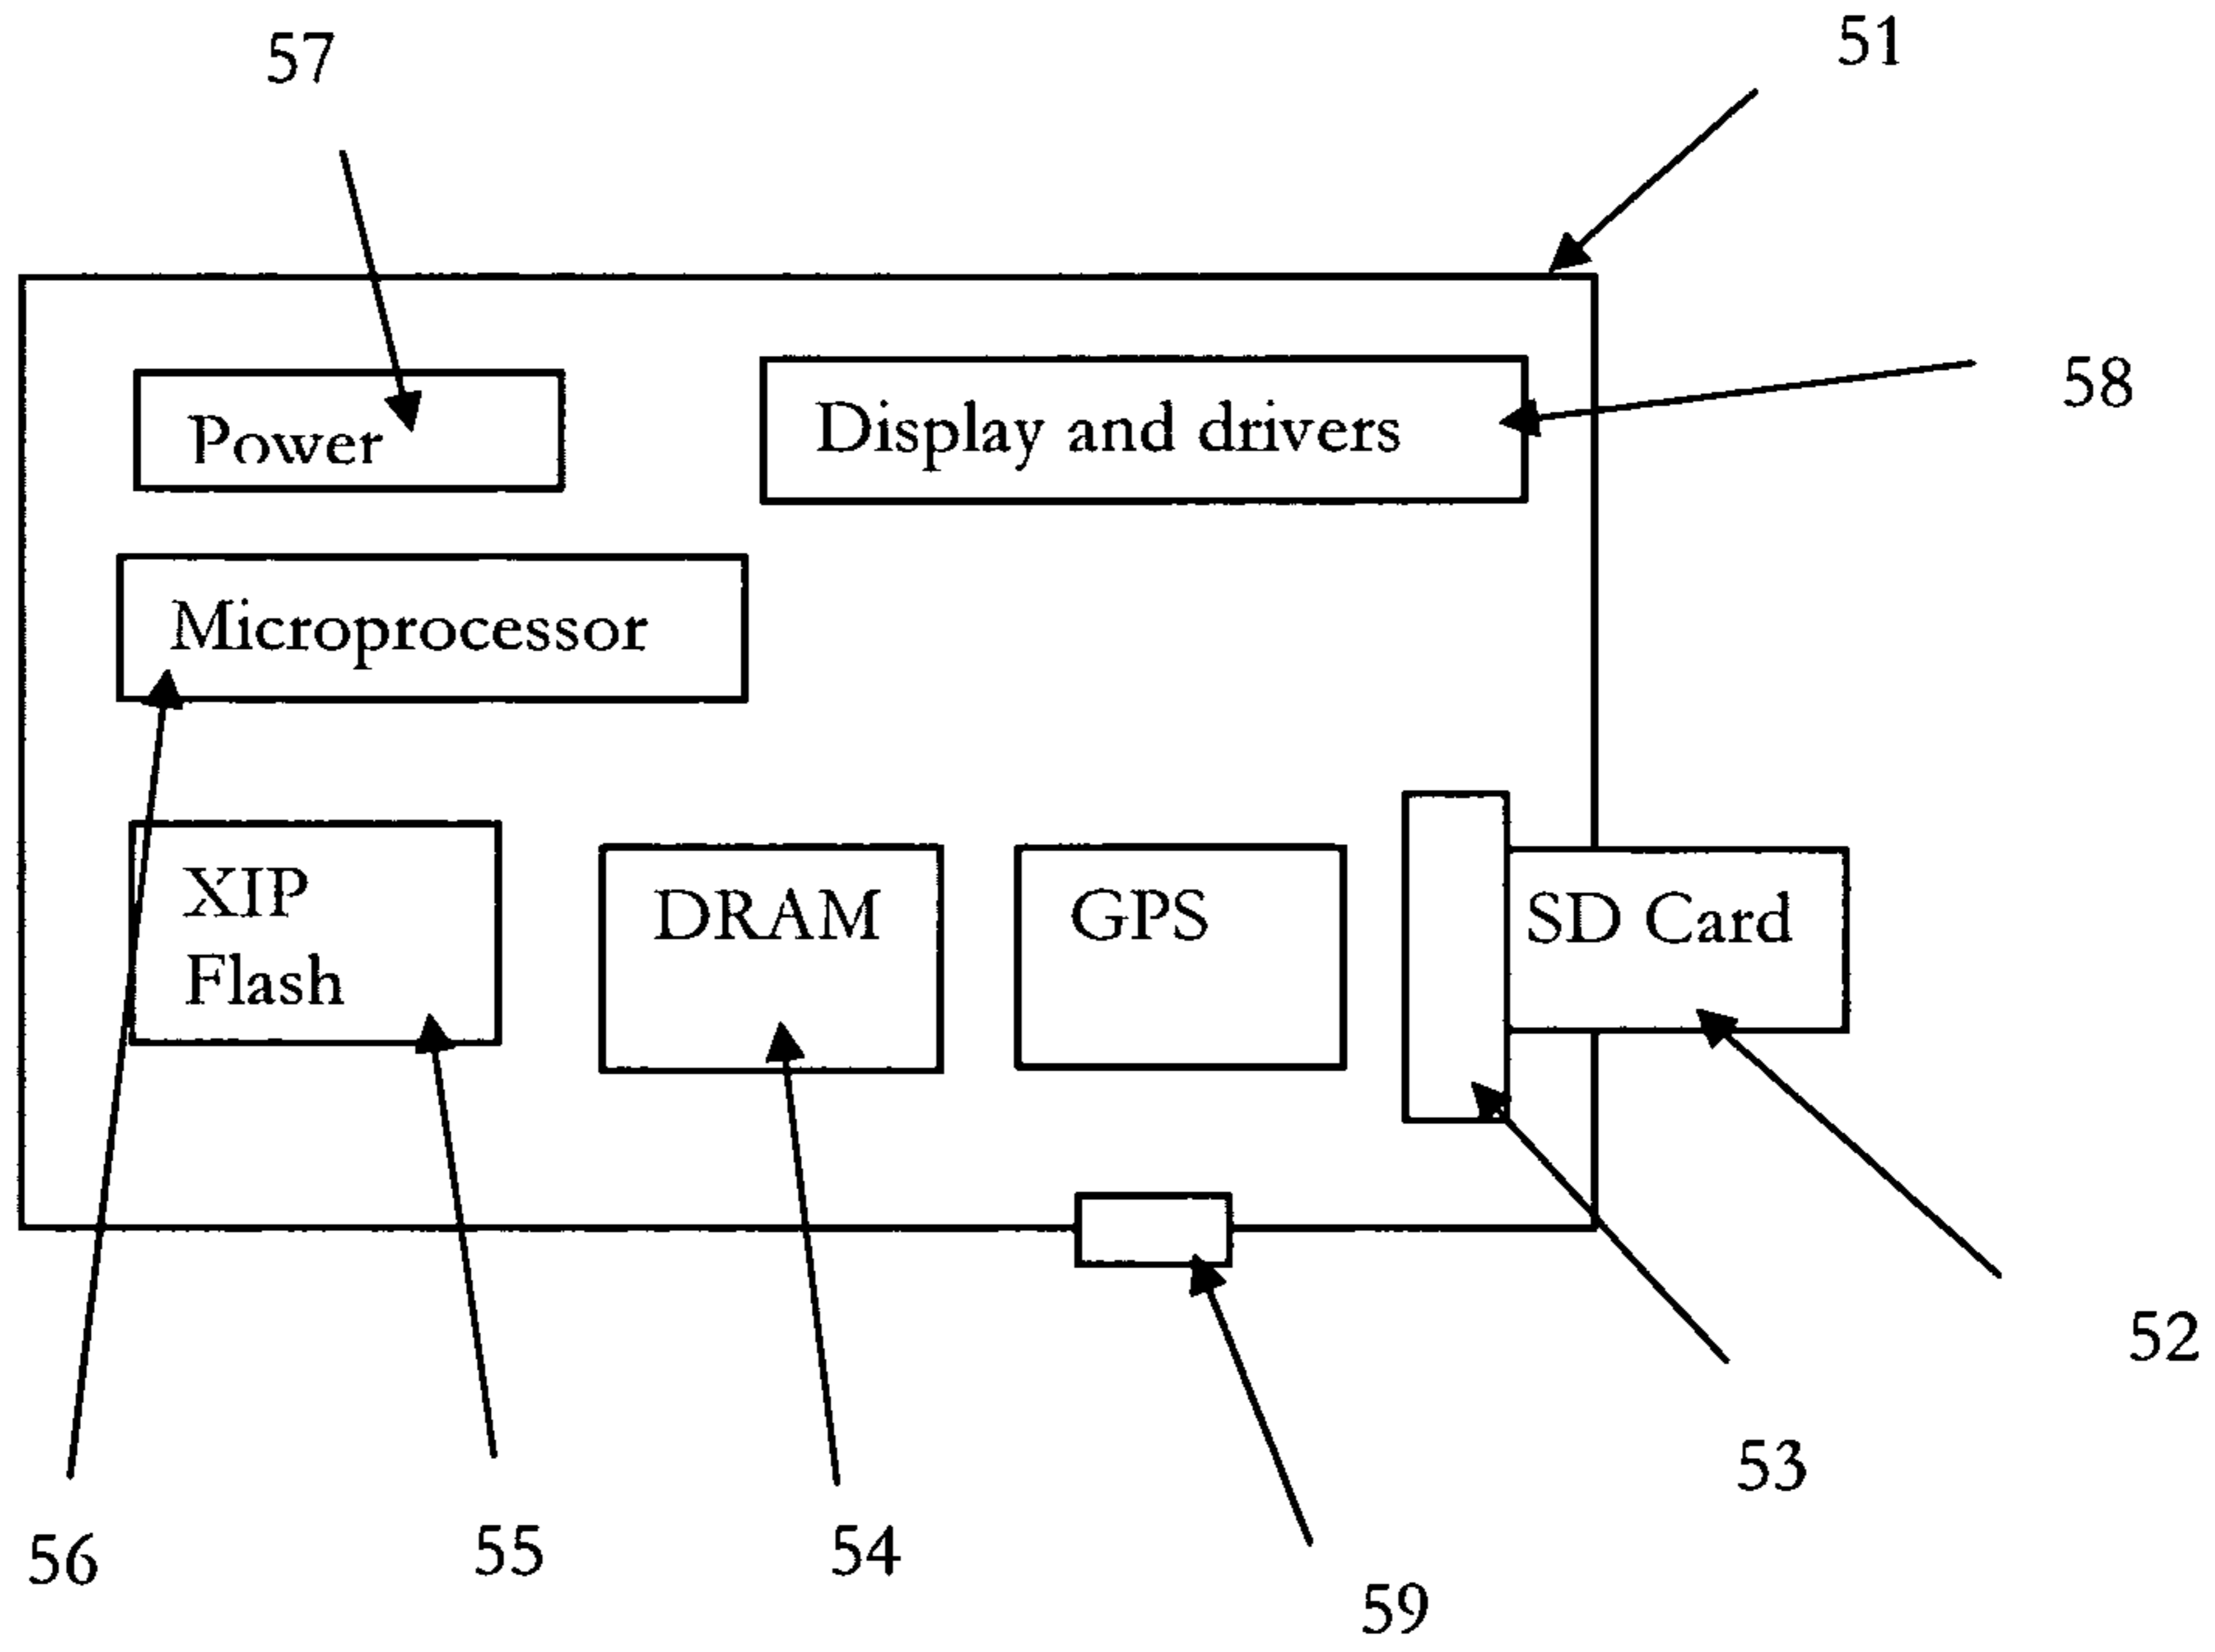 57
51
58
Power
Display and drivers
Microprocessor
XIP
Flash
DRAM
GPS
SD Card
52
53
56
55
54
59